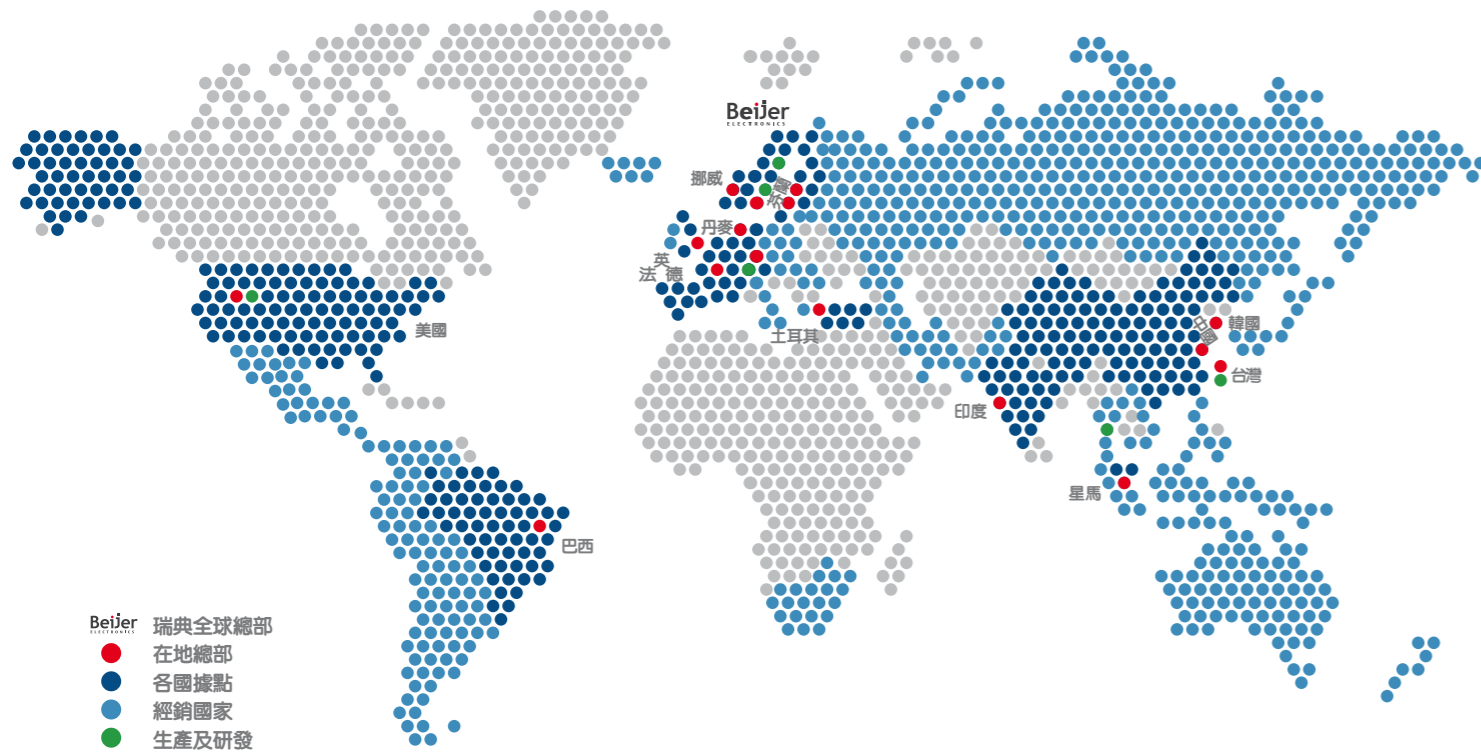 Beijer
ELECTRONICS
挪威
芬蘭
丹麥
英
法 德
美國
土耳其
中國
韓國
台灣
印度
星馬
巴西
Beijer
ELECTRONICS
瑞典全球總部
在地總部
各國據點
經銷國家
生產及研發